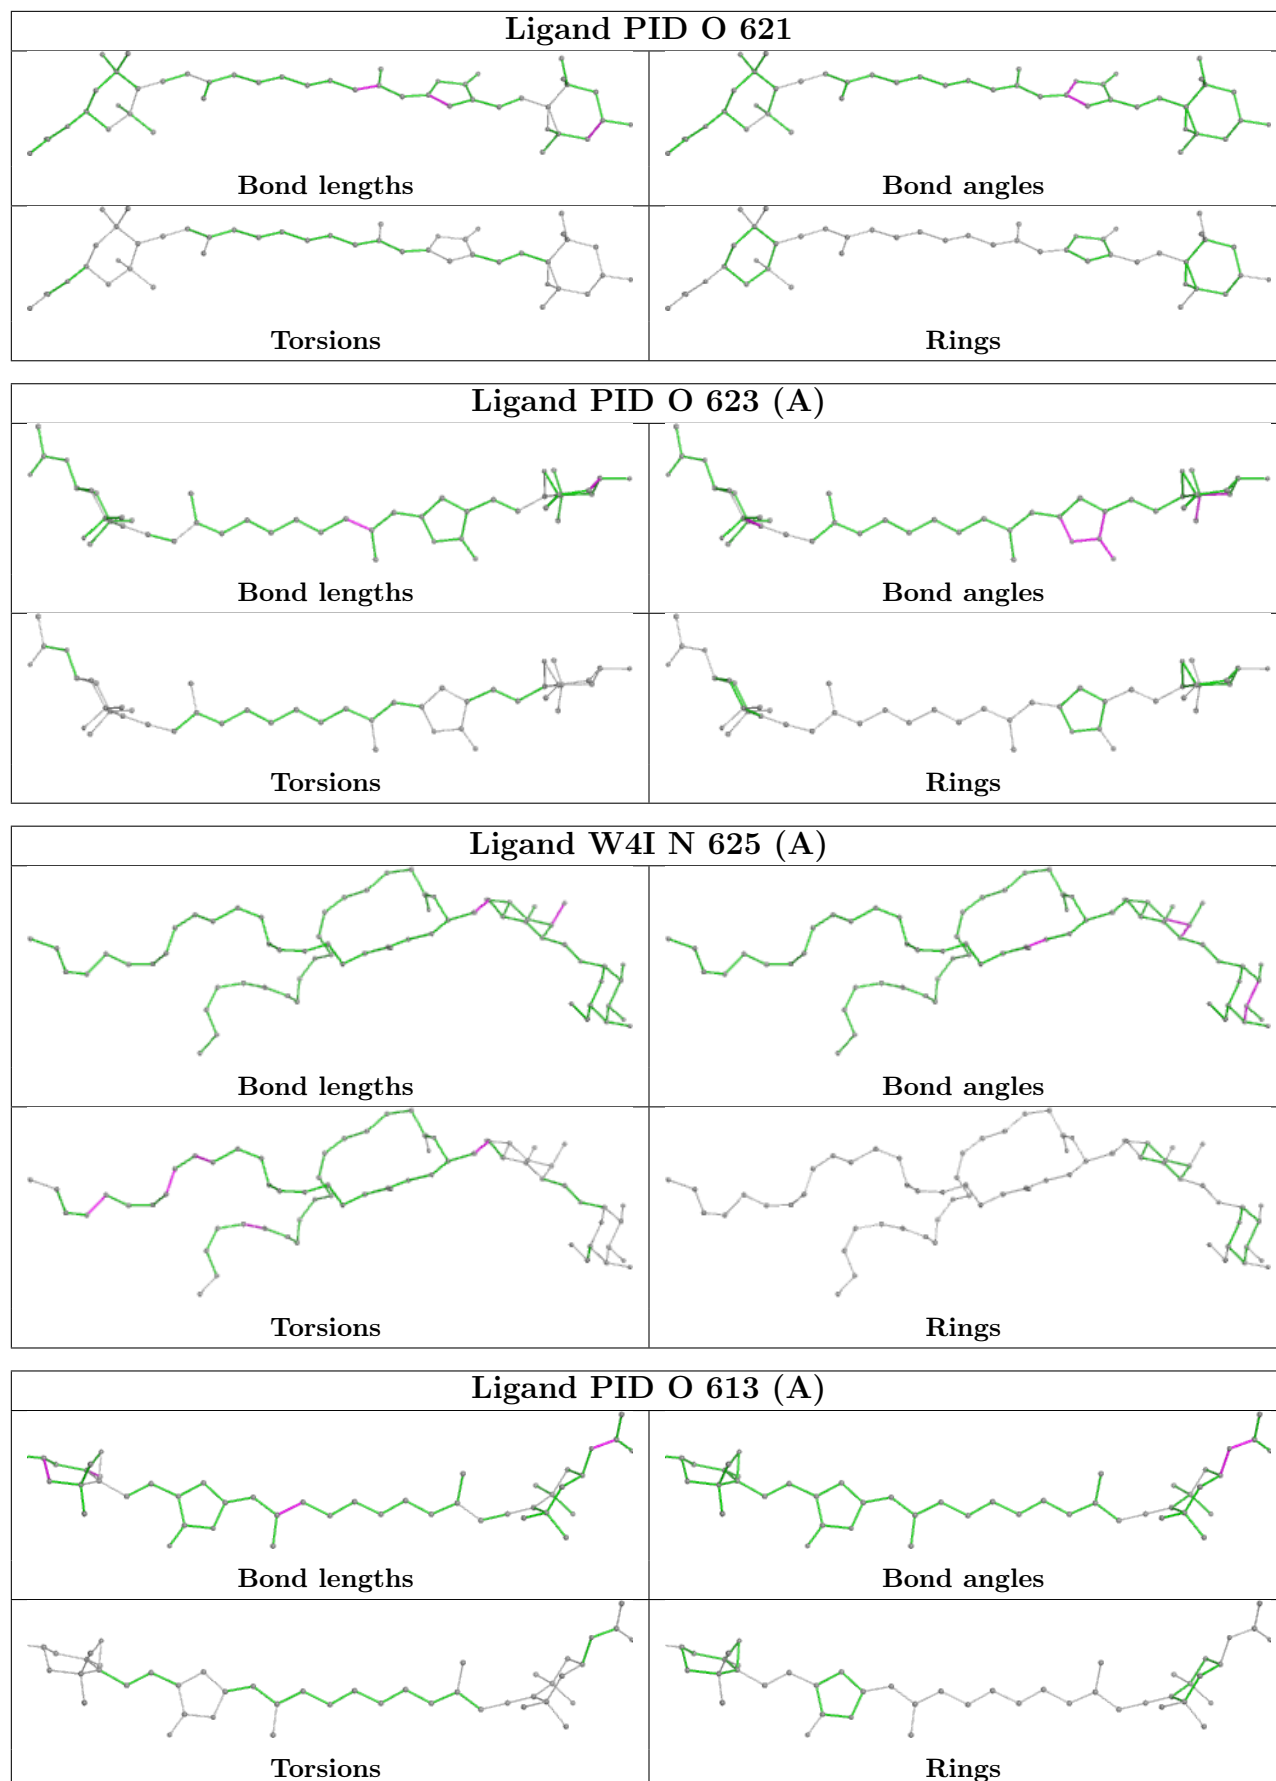 Ligand PID O 621
Bond lengths
Bond angles
Torsions
Rings
Ligand PID O 623 (A)
Bond lengths
Bond angles
Torsions
Rings
Ligand W4I N 625 (A)
Bond lengths
Bond angles
Torsions
Rings
Ligand PID O 613 (A)
Bond lengths
Bond angles
Torsions
Rings